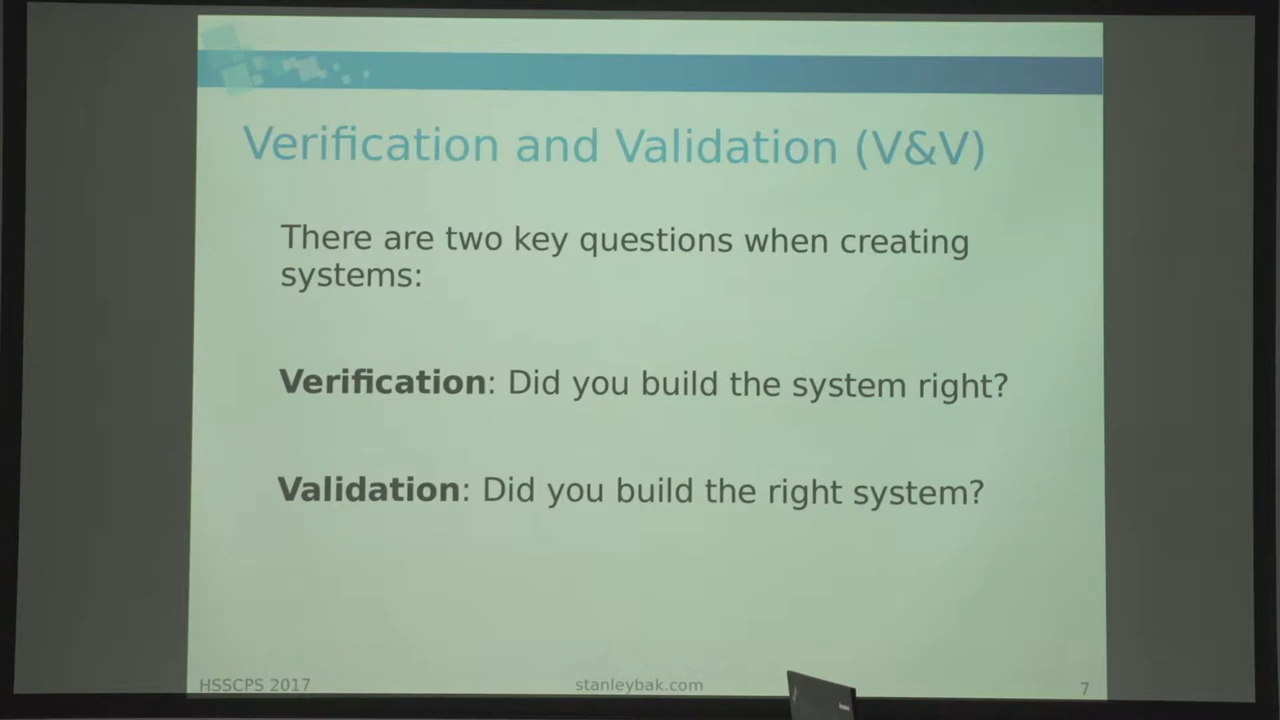 Verification and Validation (V&V)
There are two key questions when creating
systems:
Verification: Did you build the system right?
Validation: Did you build the right system?
HSSCPS 2017
stanleybak.com
7